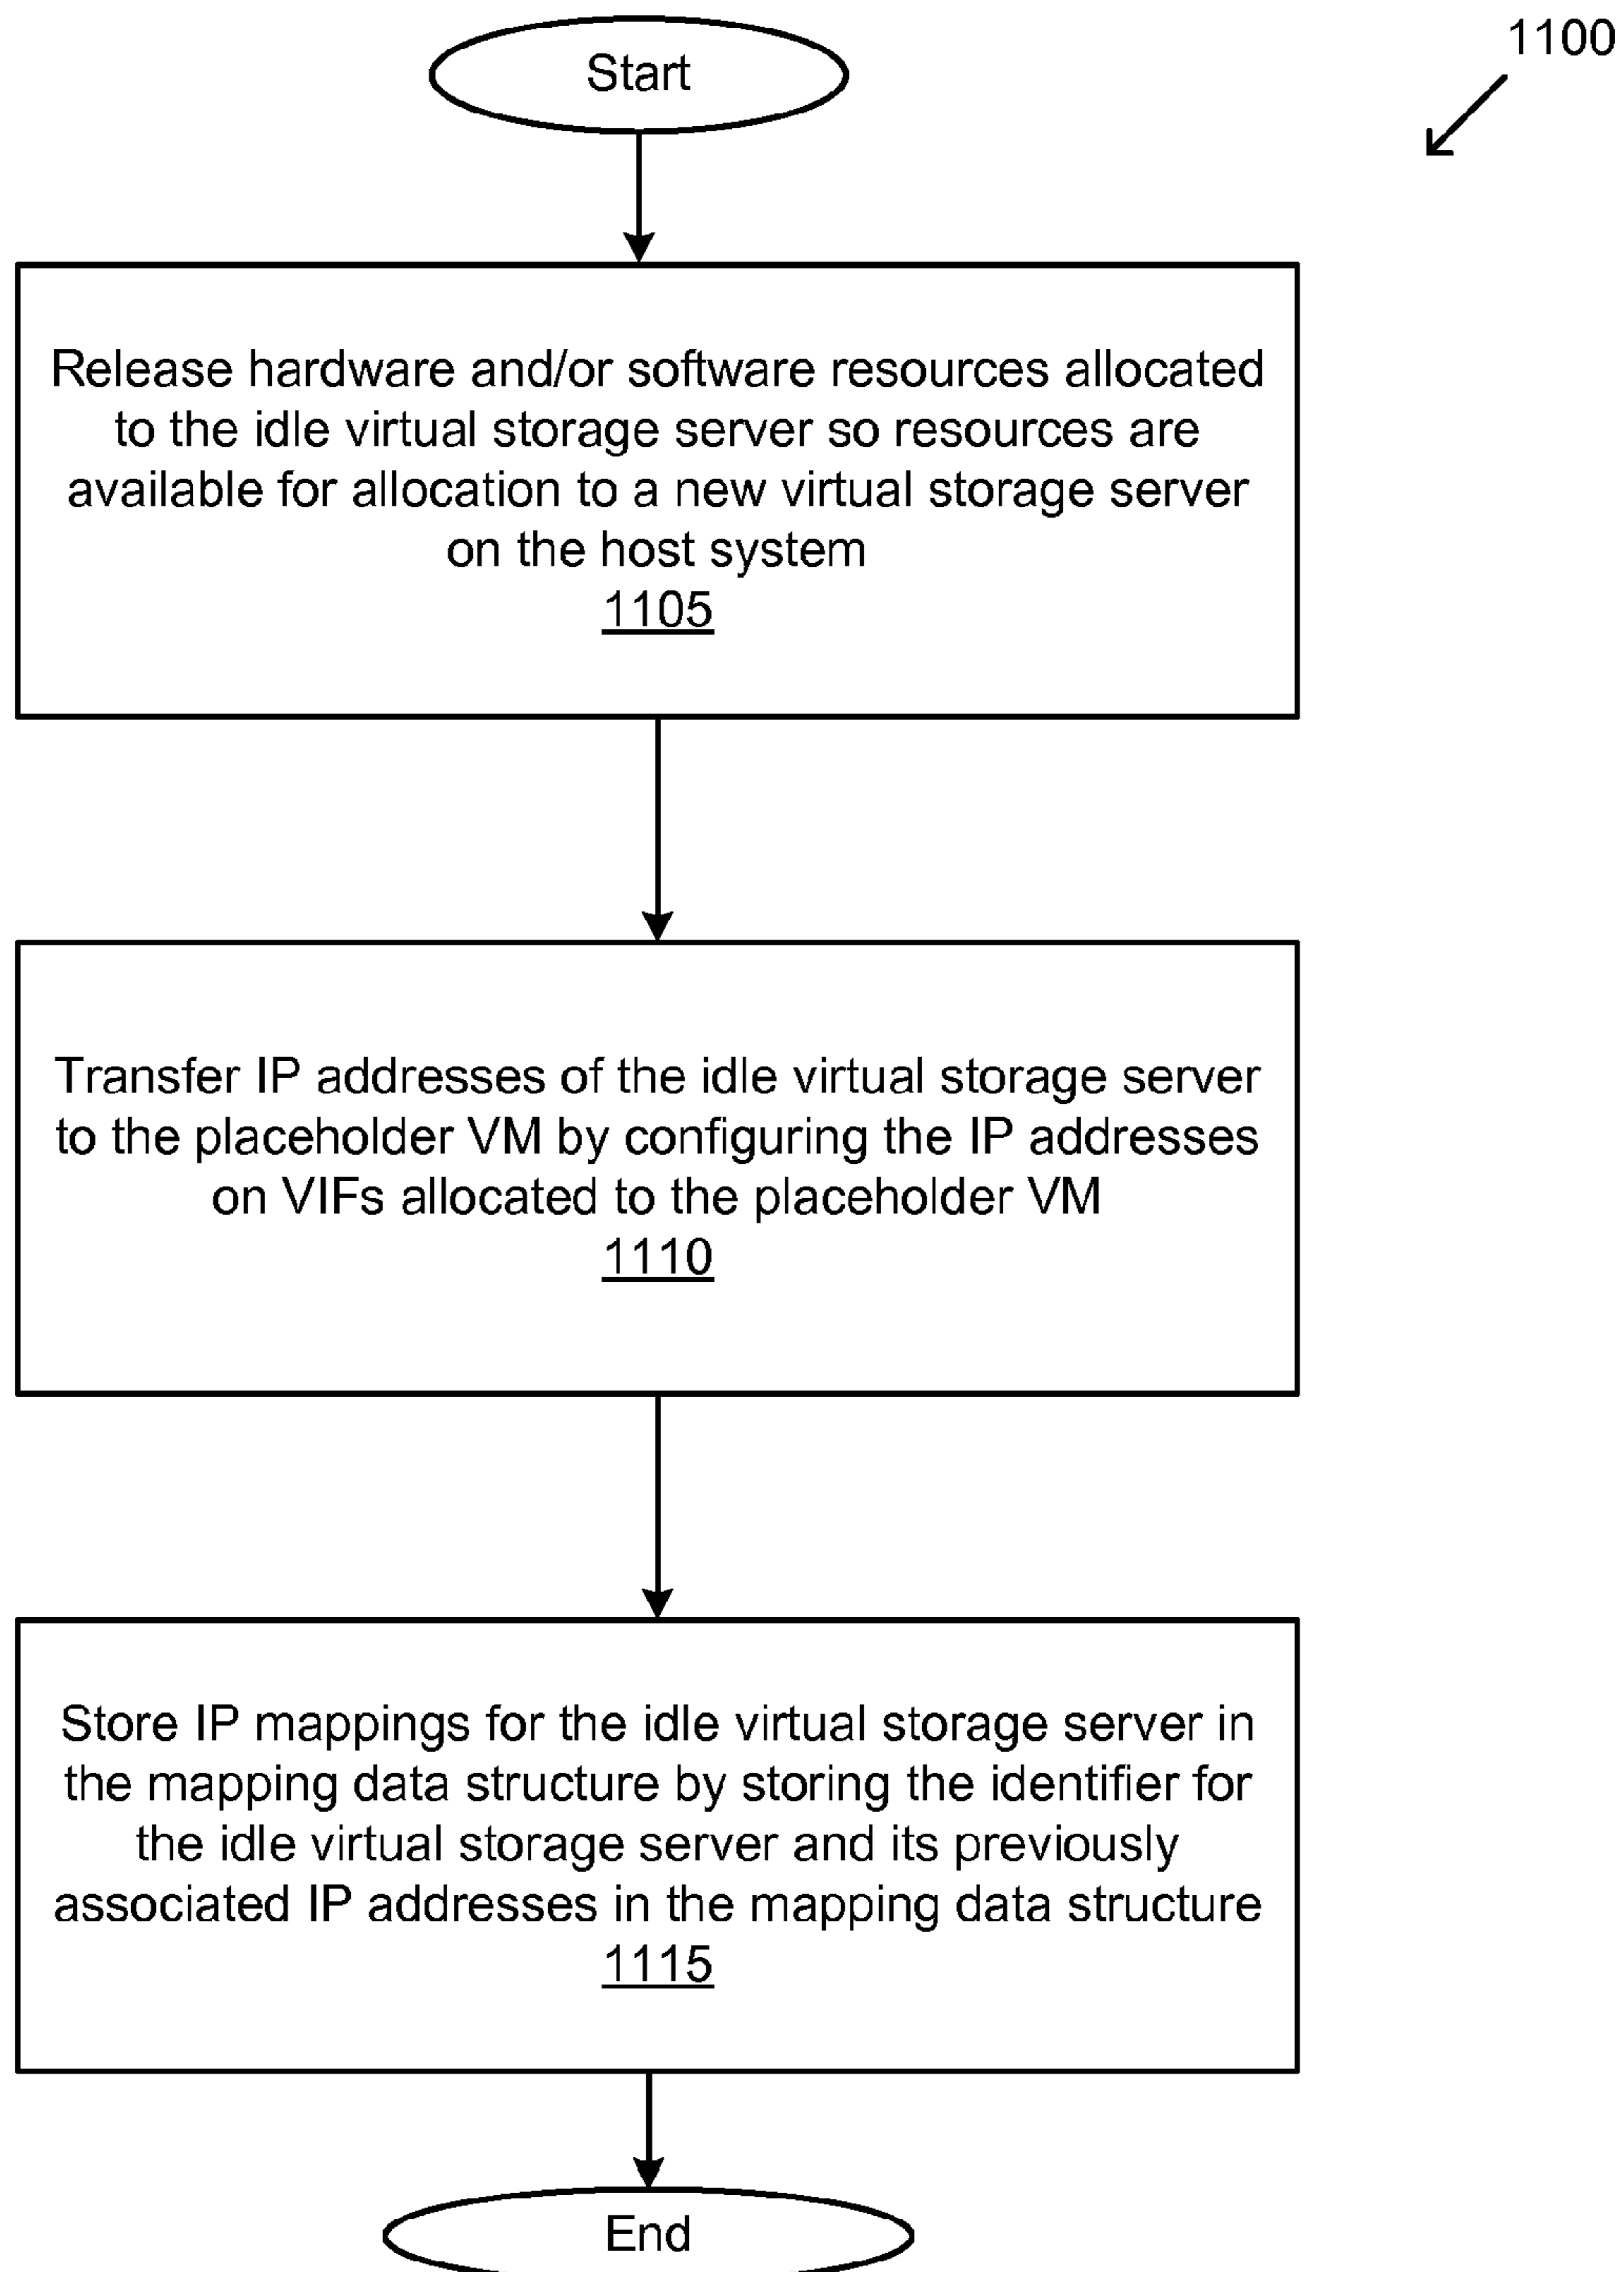 1100
Start
Release hardware and/or software resources allocated
to the idle virtual storage server so resources are
available for allocation to a new virtual storage server
on the host system
1105
Transfer IP addresses of the idle virtual storage server
to the placeholder VM by configuring the IP addresses
on VIFs allocated to the placeholder VM
1110
Store IP mappings for the idle virtual storage server in
the mapping data structure by storing the identifier for
the idle virtual storage server and its previously
associated IP addresses in the mapping data structure
1115
End